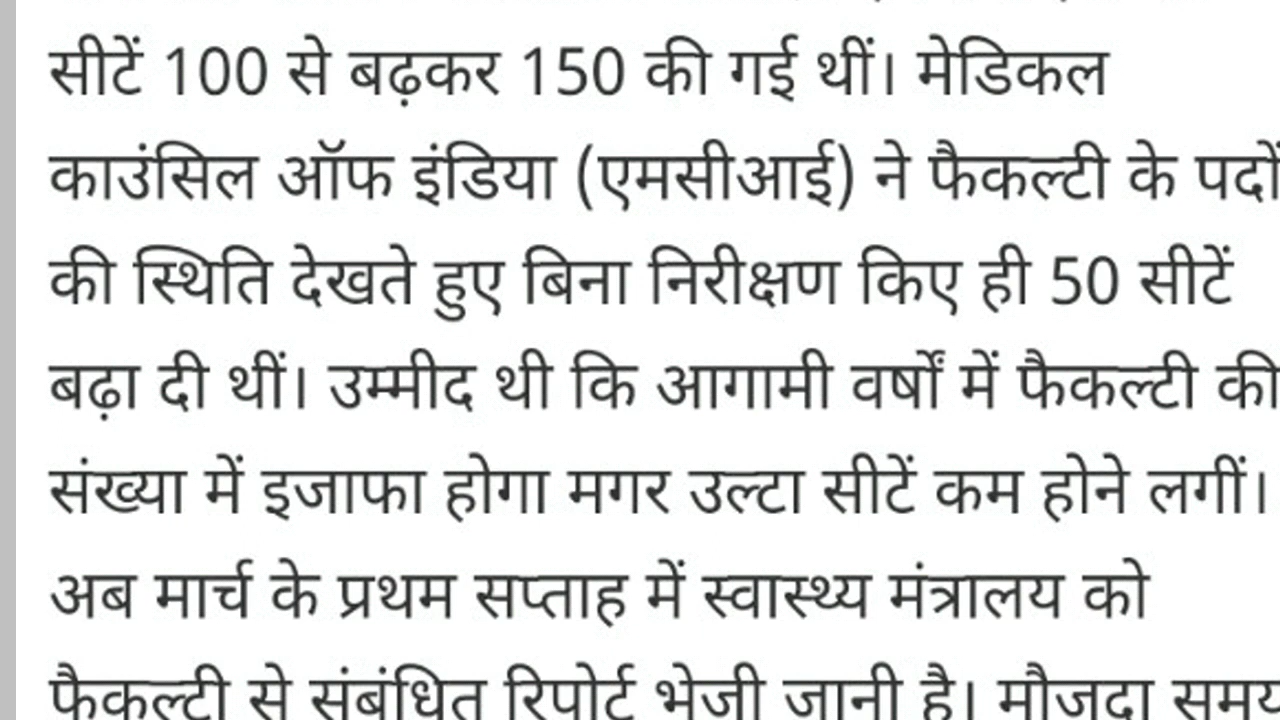 सीटें 100 से बढ़कर 150 की गई थीं। मेडिकल
काउंसिल ऑफ इंडिया (एमसीआई) ने फैकल्टी के पदों
की स्थिति देखते हुए बिना निरीक्षण किए ही 50 सीटें
बढ़ा दी थीं। उम्मीद थी कि आगामी वर्षों में फैकल्टी की
संख्या में इजाफा होगा मगर उल्टा सीटें कम होने लगीं।
अब मार्च के प्रथम सप्ताह में स्वास्थ्य मंत्रालय को
फैकल्टी से संबंधित रिपोर्ट भेजी जानी है। मौजूदा समय